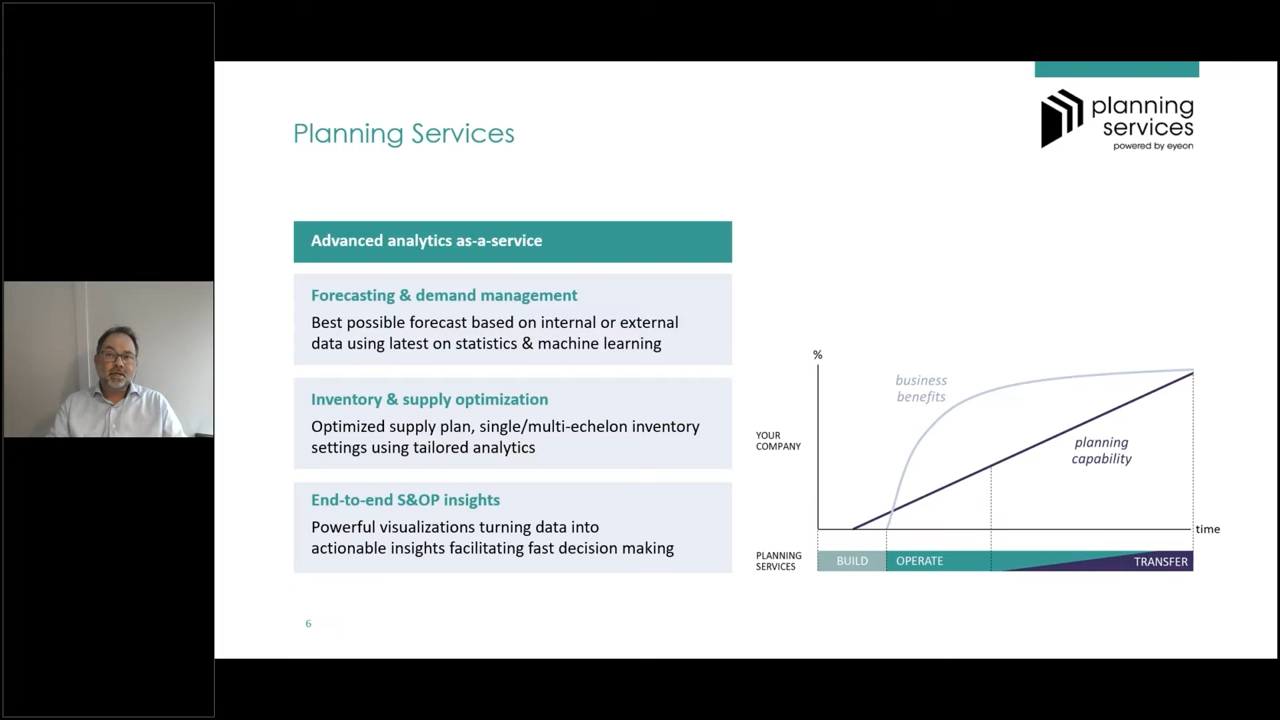 planning
services
powered by eyeon
Planning Services
Advanced analytics as-a-service
Forecasting & demand management
Best possible forecast based on internal or external
data using latest on statistics & machine learning
Inventory & supply optimization
Optimized supply plan, single/multi-echelon inventory
settings using tailored analytics
End-to-end S&OP insights
Powerful visualizations turning data into
actionable insights facilitating fast decision making
%
business
benefits
YOUR
COMPANY
planning
capability
time
PLANNING
SERVICES
BUILD
OPERATE
TRANSFER
6